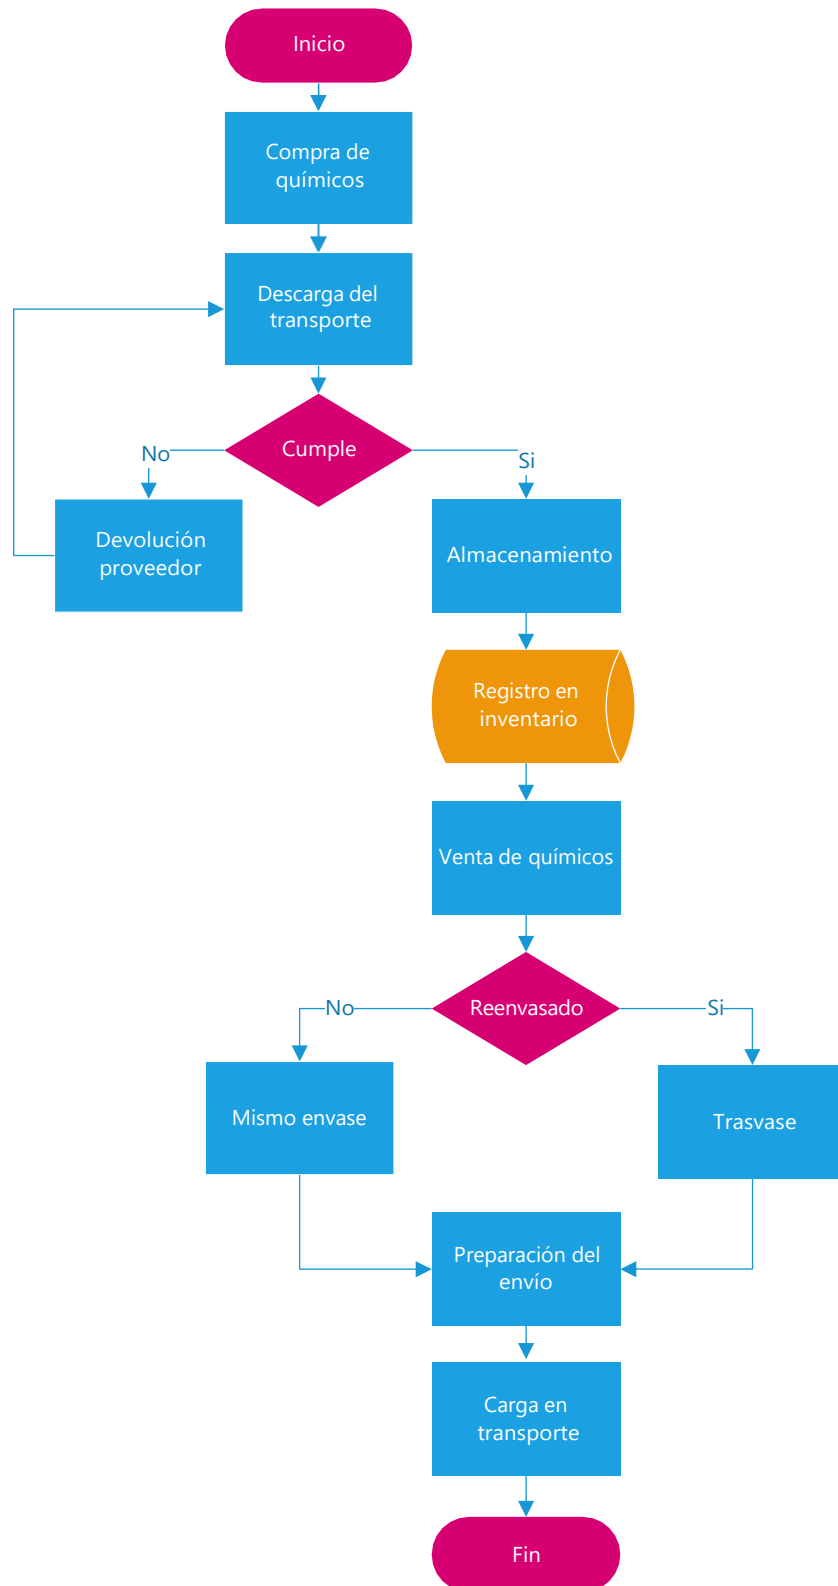 Inicio
Compra de
químicos
Descarga del
transporte
Cumple
No
Si
Devolución
proveedor
Almacenamiento
Registro en
inventario
Venta de químicos
Reenvasado
No
Si
Mismo envase
Trasvase
Preparación del
envío
Carga en
transporte
Fin